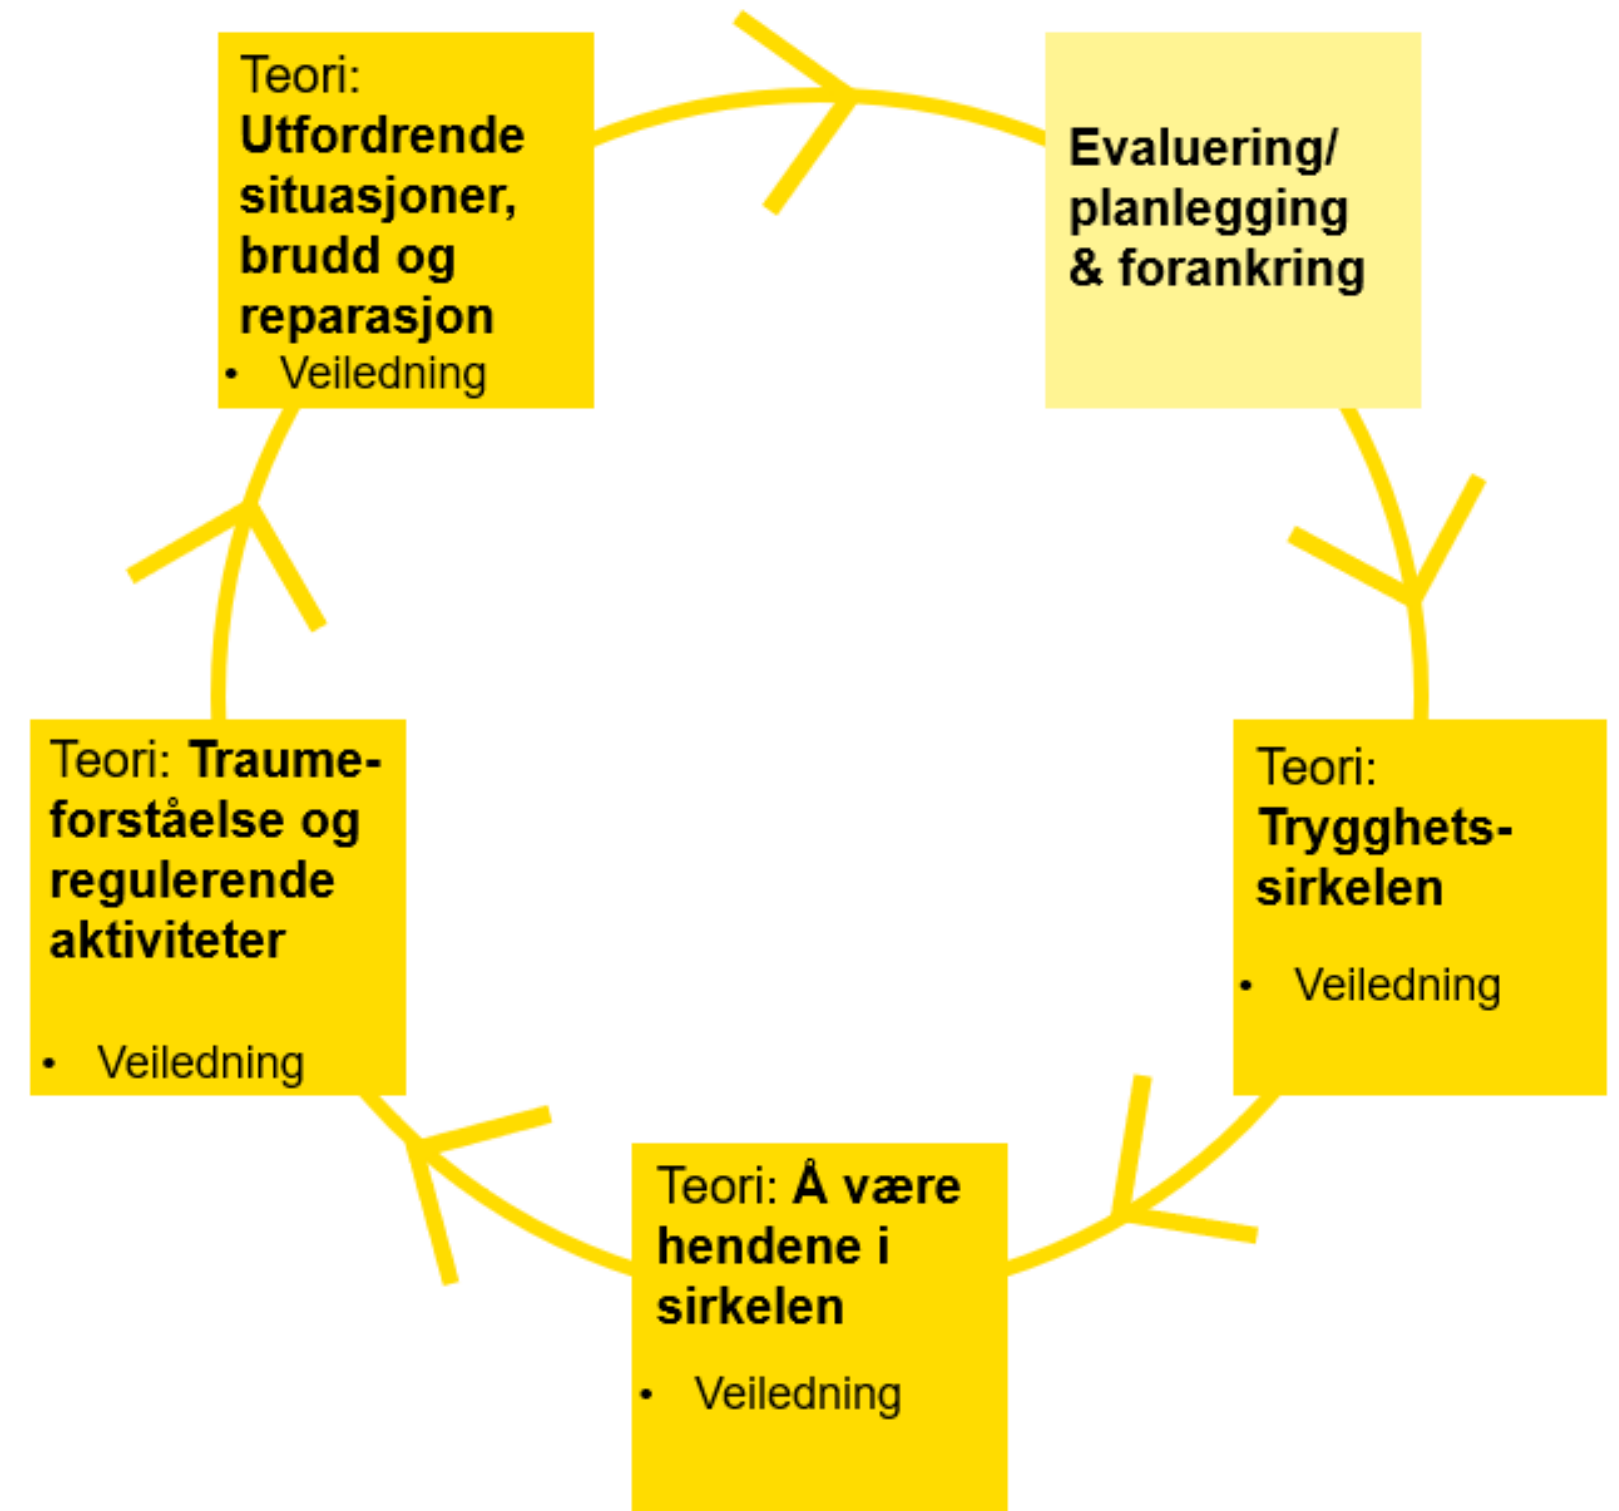 Teori:
Utfordrende
situasjoner,
brudd og
reparasjon
• Veiledning
Evaluering/
planlegging
& forankring
Teori:
Trygghets-
sirkelen
• Veiledning
Teori: Å være
hendene i
sirkelen
• Veiledning
Teori: Traume-
forståelse og
regulerende
aktiviteter
• Veiledning